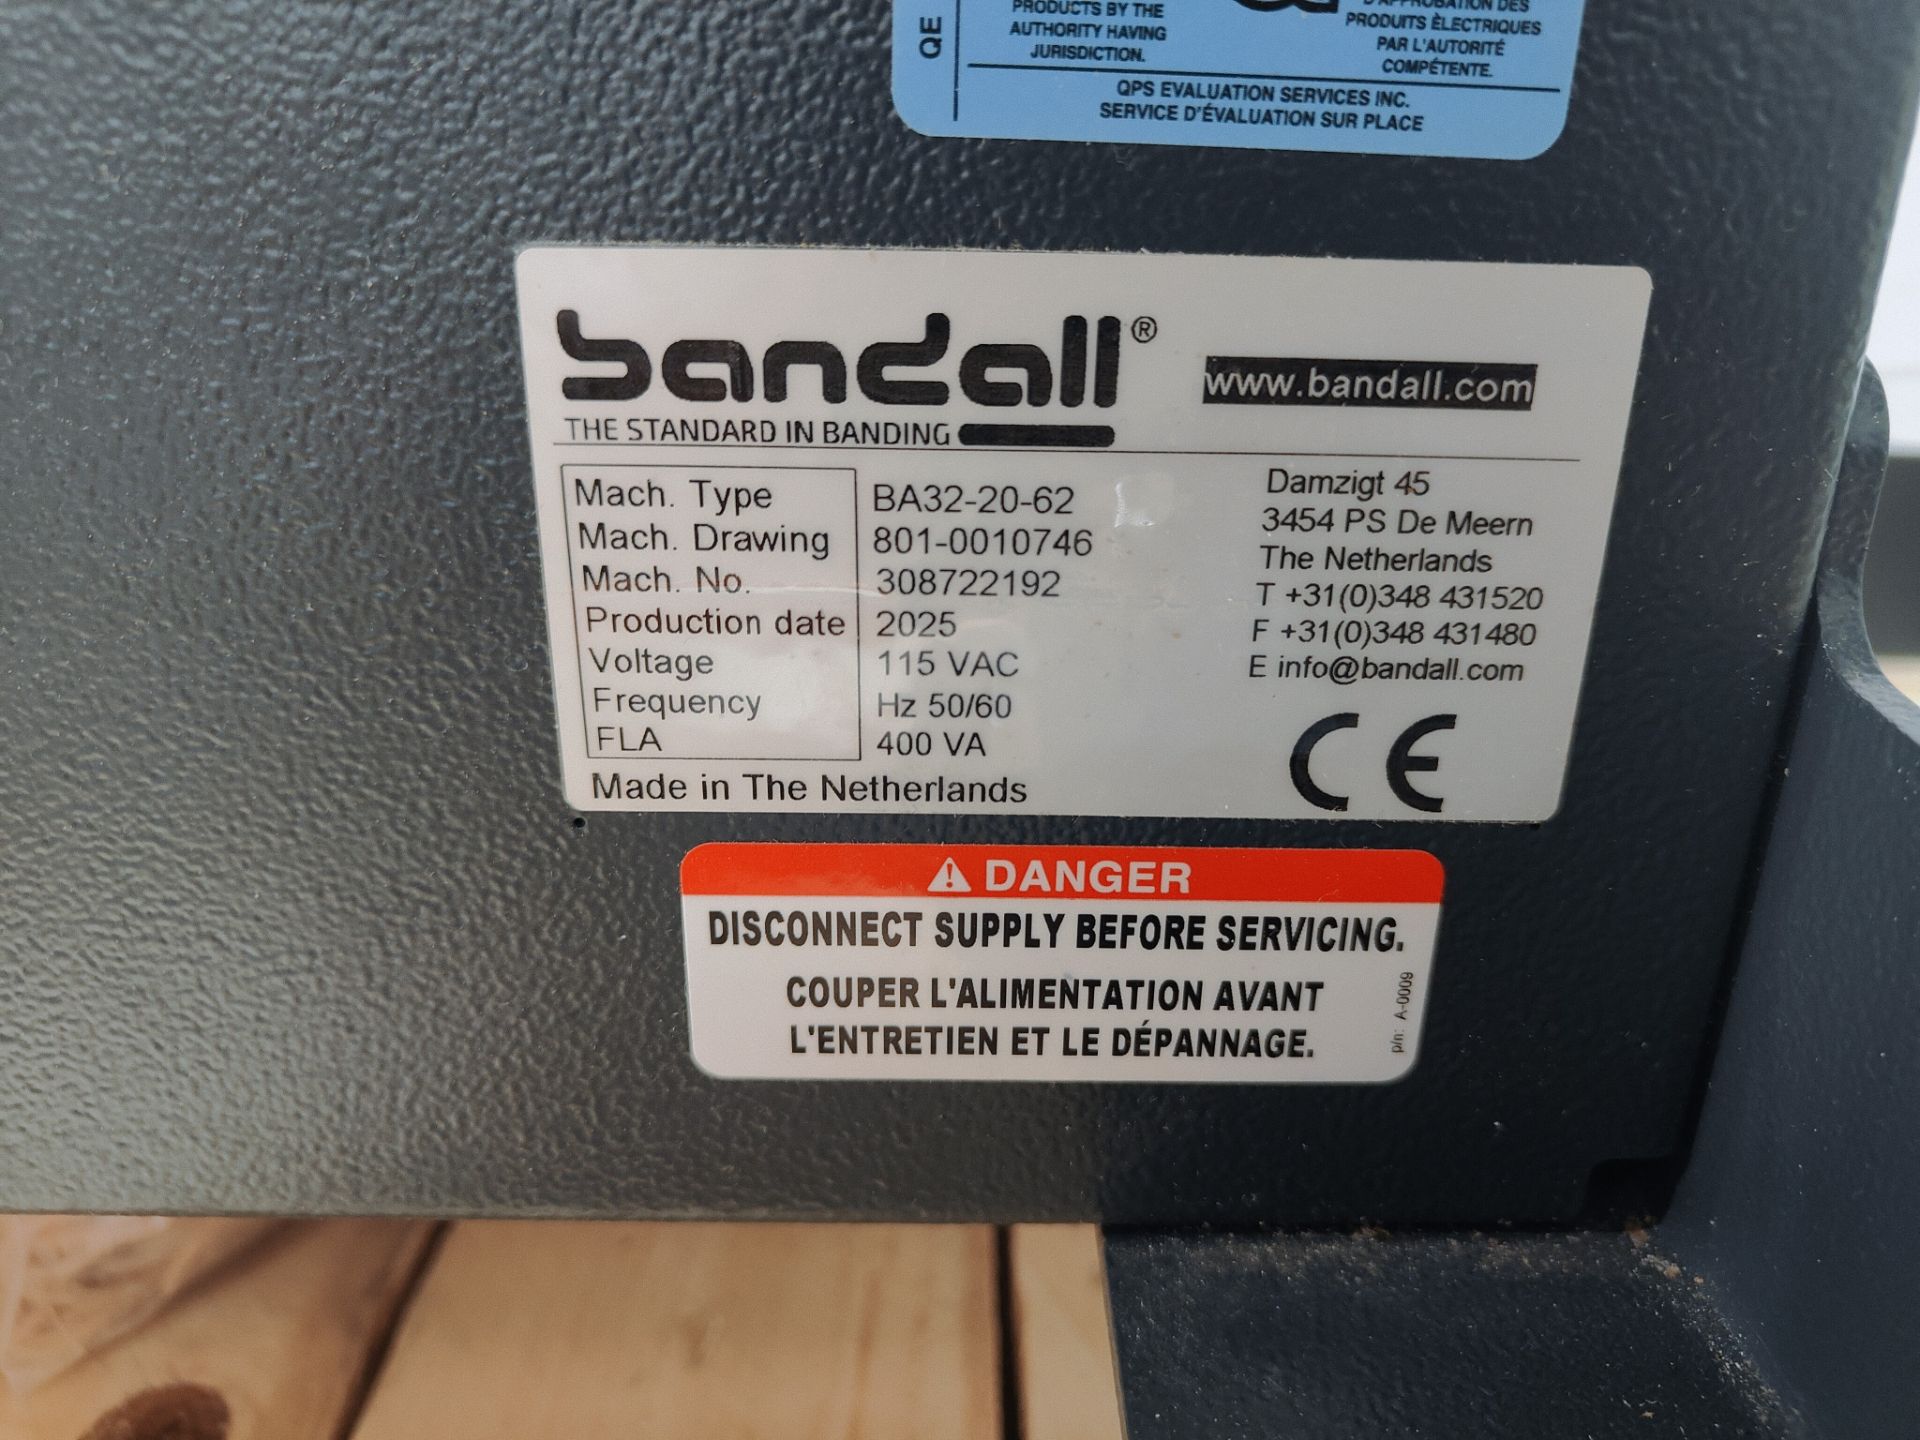 QE
PRODUCTS BY THE
AUTHORITY HAVING
JURISDICTION.
D'APPROBATION DES
PRODUITS ÈLECTRIQUES
PAR L'AUTORITÉ
COMPÉTENTE.
QPS EVALUATION SERVICES INC.
SERVICE D'ÉVALUATION SUR PLACE
bandall®
THE STANDARD IN BANDING
www.bandall.com
Mach. Type BA32-20-62
Mach. Drawing 801-0010746
Mach. No. 308722192
Production date 2025
Voltage 115 VAC
Frequency Hz 50/60
FLA 400 VA
Made in The Netherlands
Damzigt 45
3454 PS De Meern
The Netherlands
T +31(0)348 431520
F +31(0)348 431480
E info@bandall.com
CE
⚠ DANGER
DISCONNECT SUPPLY BEFORE SERVICING.
COUPER L'ALIMENTATION AVANT
L'ENTRETIEN ET LE DÉPANNAGE.
p/n: A-0009